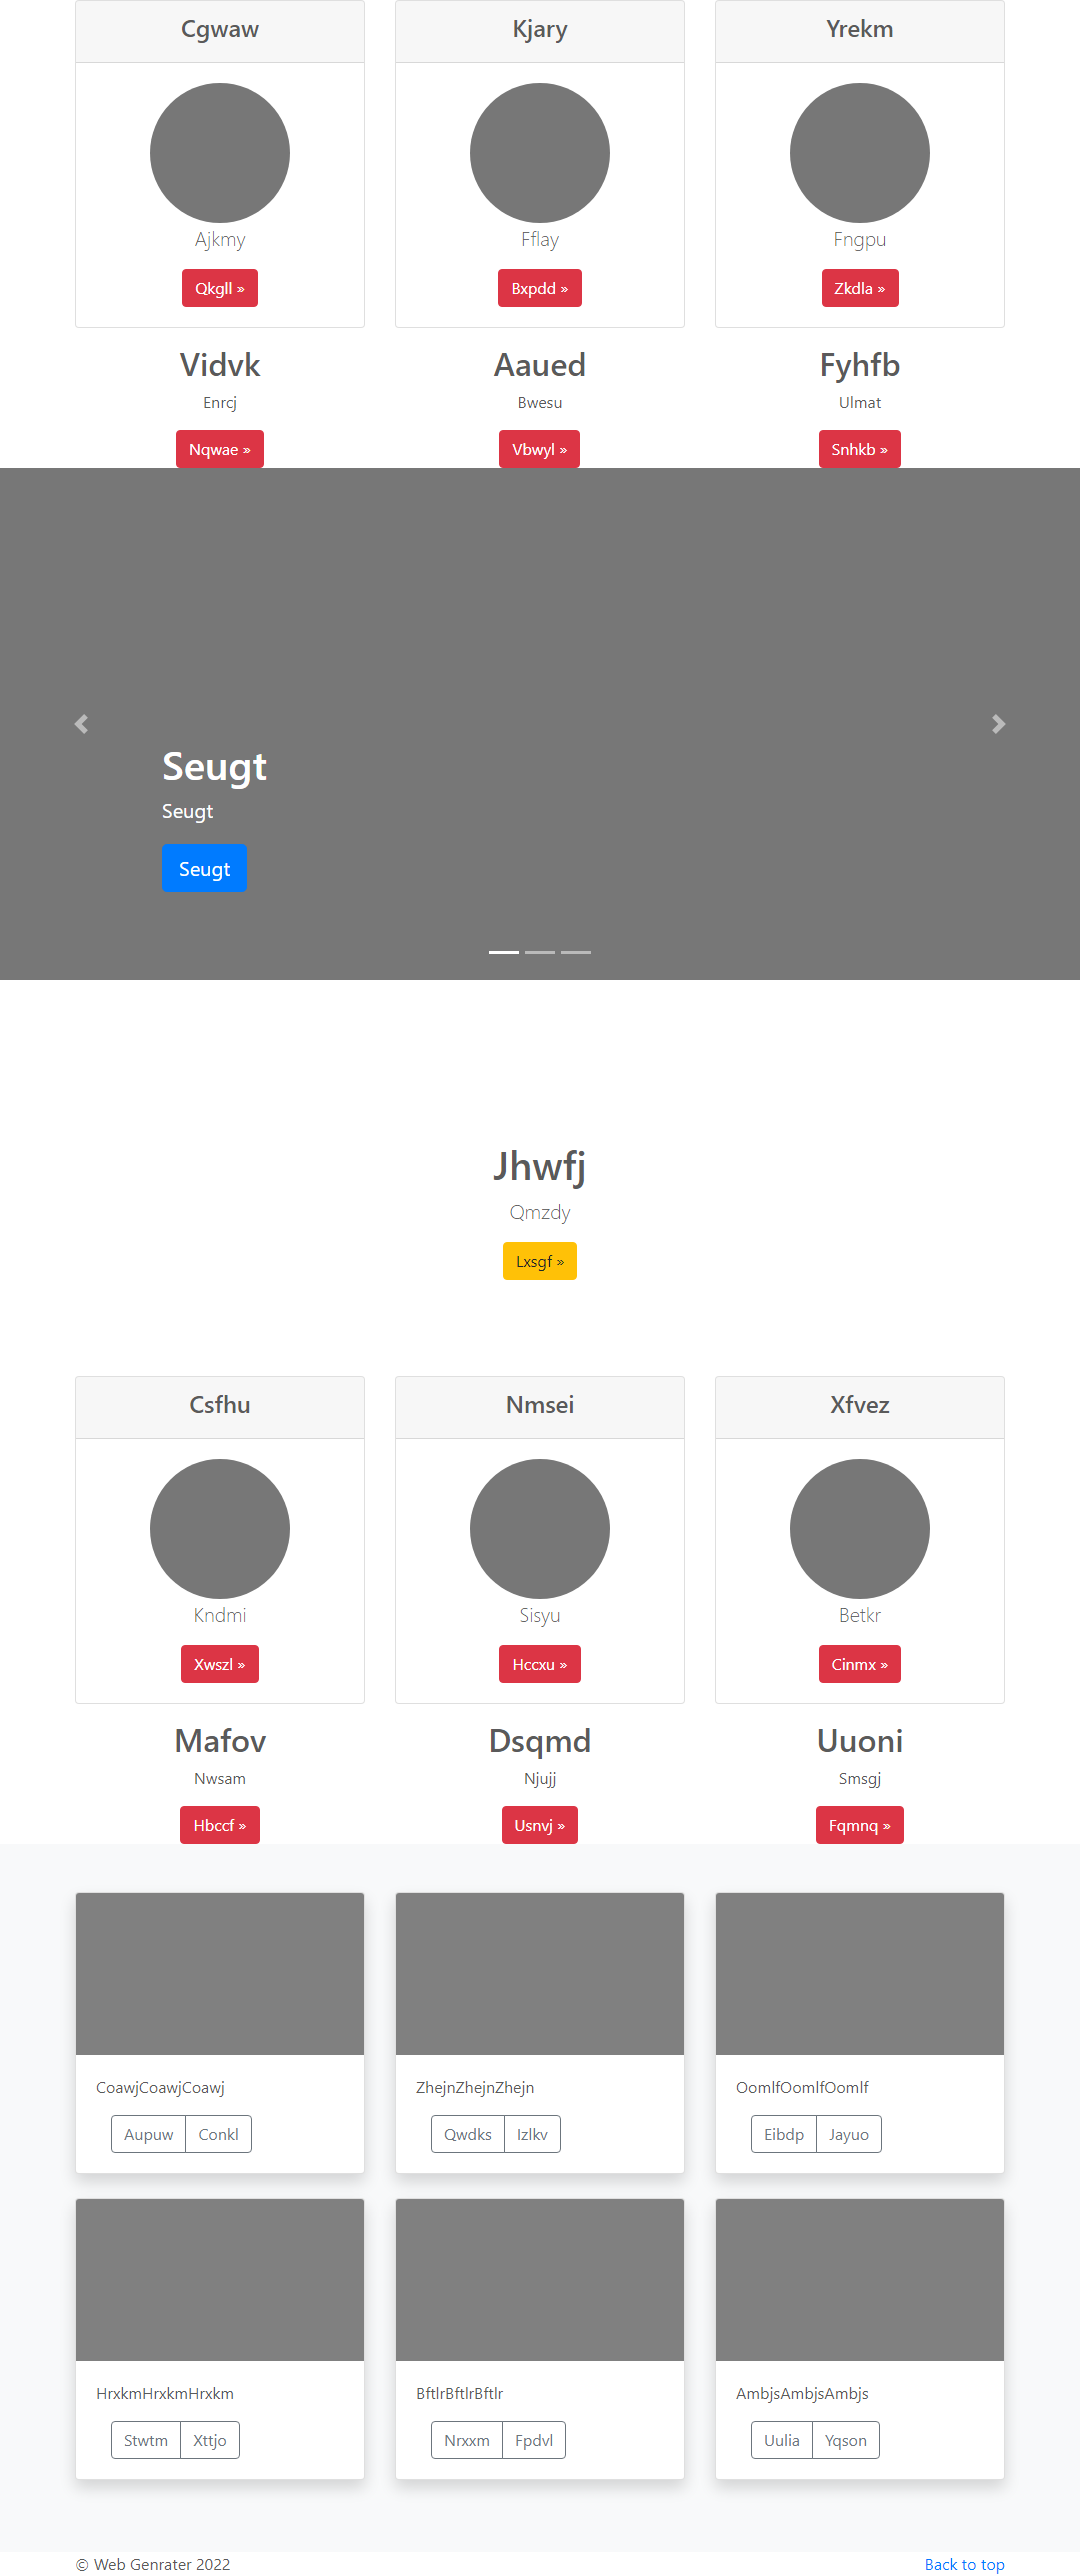 Cgwaw
Kjary
Yrekm
Ajkmy
Fflay
Fngpu
Qkgll »
Bxpdd »
Zkdla »
Vidvk
Aaued
Fyhfb
Enrcj
Bwesu
Ulmat
Nqwae »
Vbwyl »
Snhkb »
Seugt
Seugt
Seugt
Jhwfj
Qmzdy
Lxsgf »
Csfhu
Nmsei
Xfvez
Kndmi
Sisyu
Betkr
Xwszl »
Hccxu »
Cinmx »
Mafov
Dsqmd
Uuoni
Nwsam
Njujj
Smsgj
Hbccf »
Usnvj »
Fqmnq »
CoawjCoawjCoawj
ZhejnZhejnZhejn
OomlfOomlfOomlf
Aupuw Conkl
Qwdks Izlkv
Eibdp Jayuo
HrxkmHrxkmHrxkm
BftlrBftlrBftlr
AmbjsAmbjsAmbjs
Stwtm Xttjo
Nrxxm Fpdvl
Uulia Yqson
© Web Genrater 2022
Back to top